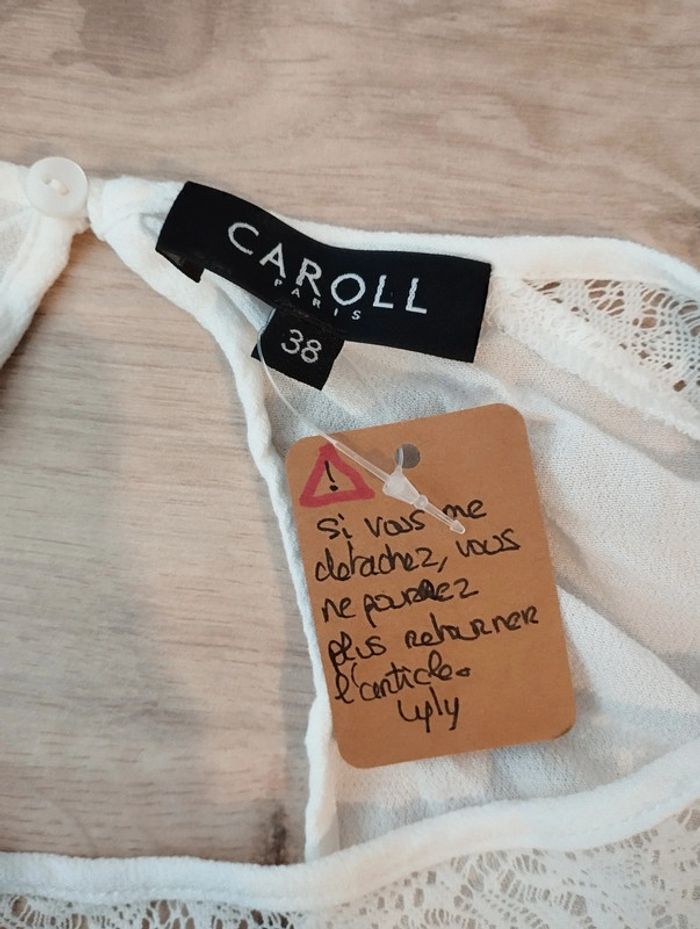 CAROLL
PARIS
38
!
si vous me
detachez, vous
ne pourrez
plus retourner
l'article.
Lyly